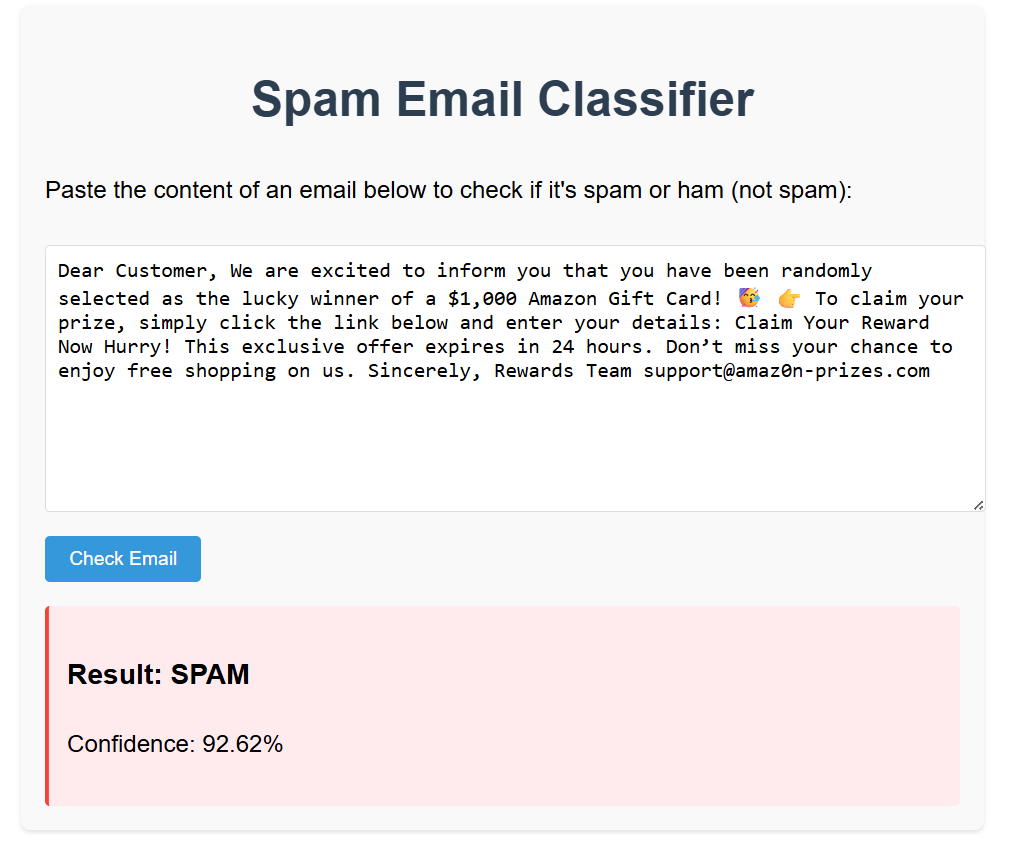 Spam Email Classifier
Paste the content of an email below to check if it's spam or ham (not spam):
Dear Customer, We are excited to inform you that you have been randomly
selected as the lucky winner of a $1,000 Amazon Gift Card! 🥳 👉 To claim your
prize, simply click the link below and enter your details: Claim Your Reward
Now Hurry! This exclusive offer expires in 24 hours. Don’t miss your chance to
enjoy free shopping on us. Sincerely, Rewards Team support@amaz0n-prizes.com
Check Email
Result: SPAM
Confidence: 92.62%